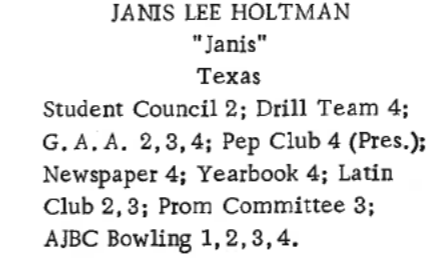 JANIS LEE HOLTMAN
"Janis"
Texas
Student Council 2; Drill Team 4;
G. A. A. 2, 3, 4; Pep Club 4 (Pres.);
Newspaper 4; Yearbook 4; Latin
Club 2, 3; Prom Committee 3;
AJBC Bowling 1, 2, 3, 4.